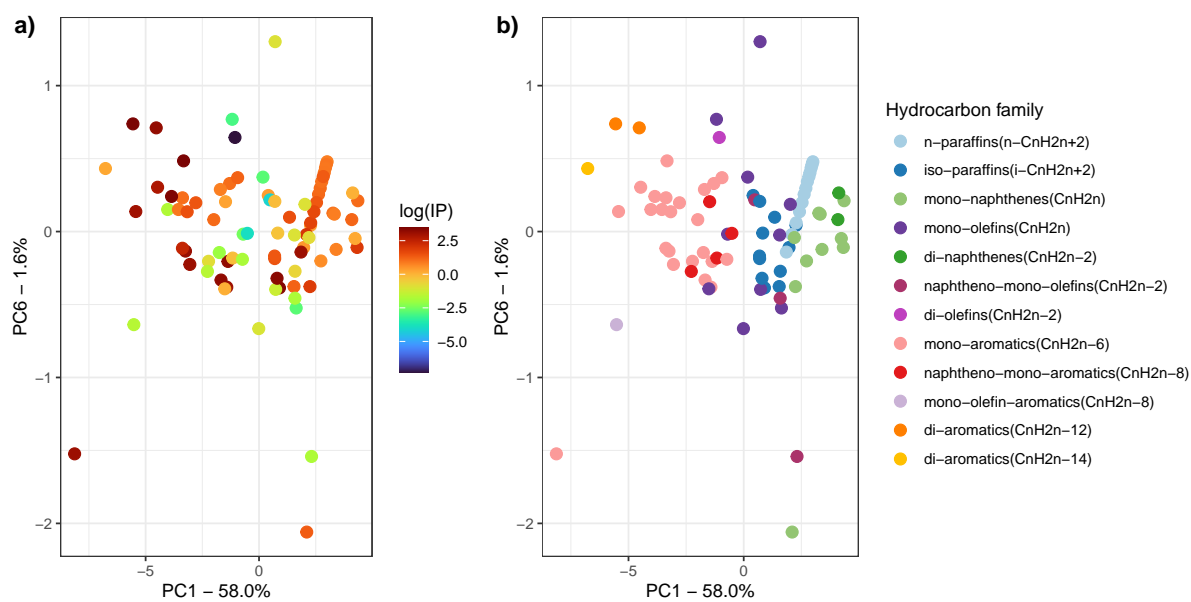 a)
1
0
−1
−2
PC6 − 1.6%
−5
0
PC1 − 58.0%
log(IP)
2.5
0.0
−2.5
−5.0
b)
1
0
−1
−2
PC6 − 1.6%
−5
0
PC1 − 58.0%
Hydrocarbon family
n−paraffins(n−CnH2n+2)
iso−paraffins(i−CnH2n+2)
mono−naphthenes(CnH2n)
mono−olefins(CnH2n)
di−naphthenes(CnH2n−2)
naphtheno−mono−olefins(CnH2n−2)
di−olefins(CnH2n−2)
mono−aromatics(CnH2n−6)
naphtheno−mono−aromatics(CnH2n−8)
mono−olefin−aromatics(CnH2n−8)
di−aromatics(CnH2n−12)
di−aromatics(CnH2n−14)